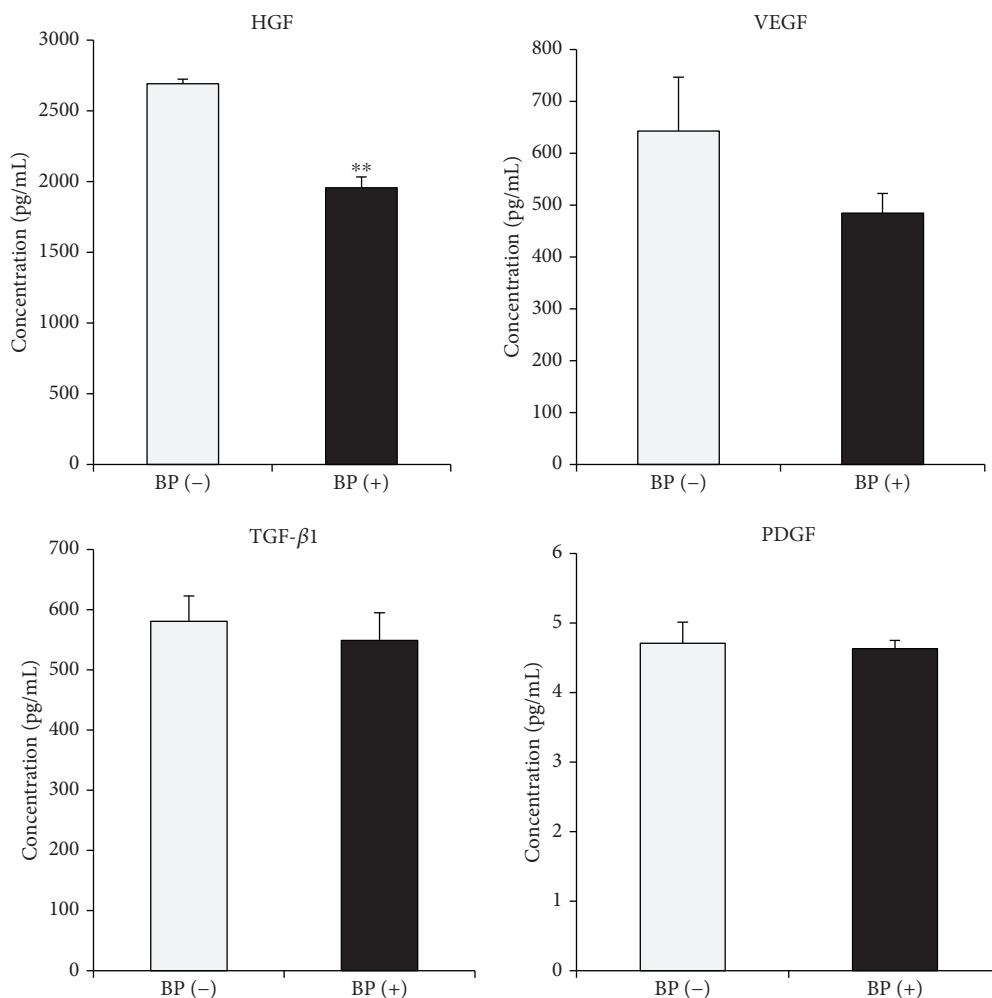 HGF
3000
2500
2000
1500
1000
500
0
Concentration (pg/mL)
**
BP (−)
BP (+)
VEGF
800
700
600
500
400
300
200
100
0
Concentration (pg/mL)
BP (−)
BP (+)
TGF-β1
700
600
500
400
300
200
100
0
Concentration (pg/mL)
BP (−)
BP (+)
PDGF
6
5
4
3
2
1
0
Concentration (pg/mL)
BP (−)
BP (+)